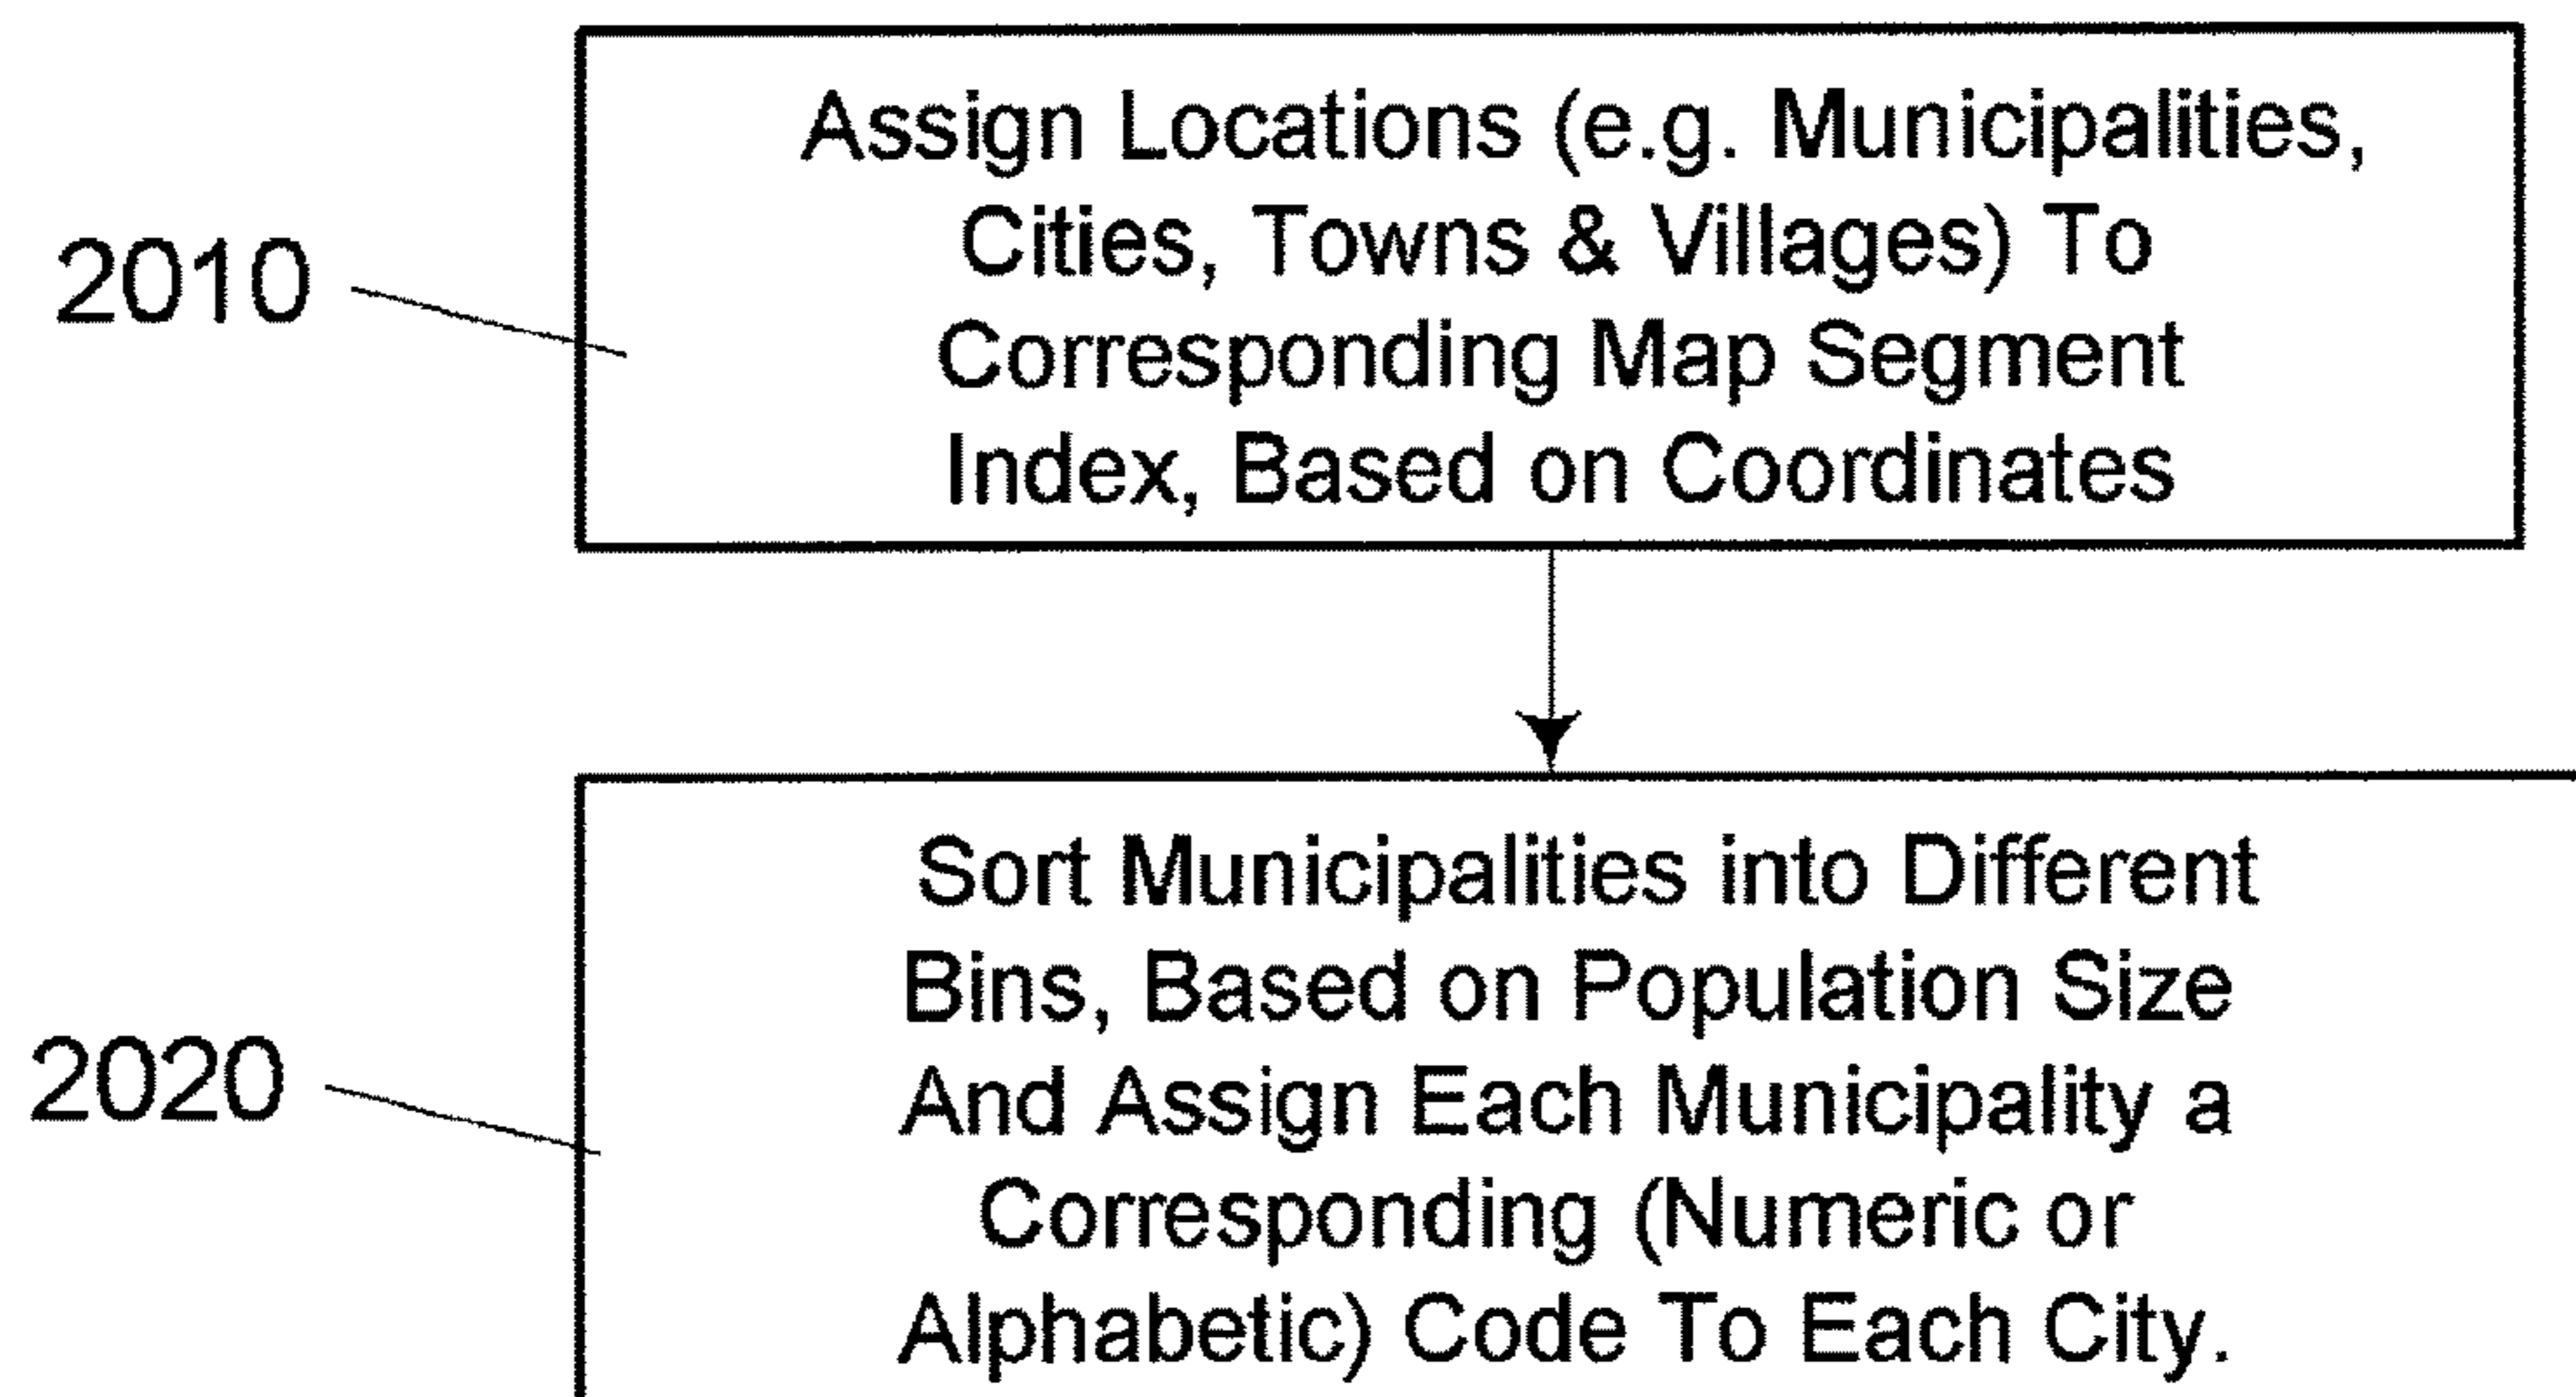 2010
Assign Locations (e.g. Municipalities,
Cities, Towns & Villages) To
Corresponding Map Segment
Index, Based on Coordinates
2020
Sort Municipalities into Different
Bins, Based on Population Size
And Assign Each Municipality a
Corresponding (Numeric or
Alphabetic) Code To Each City.